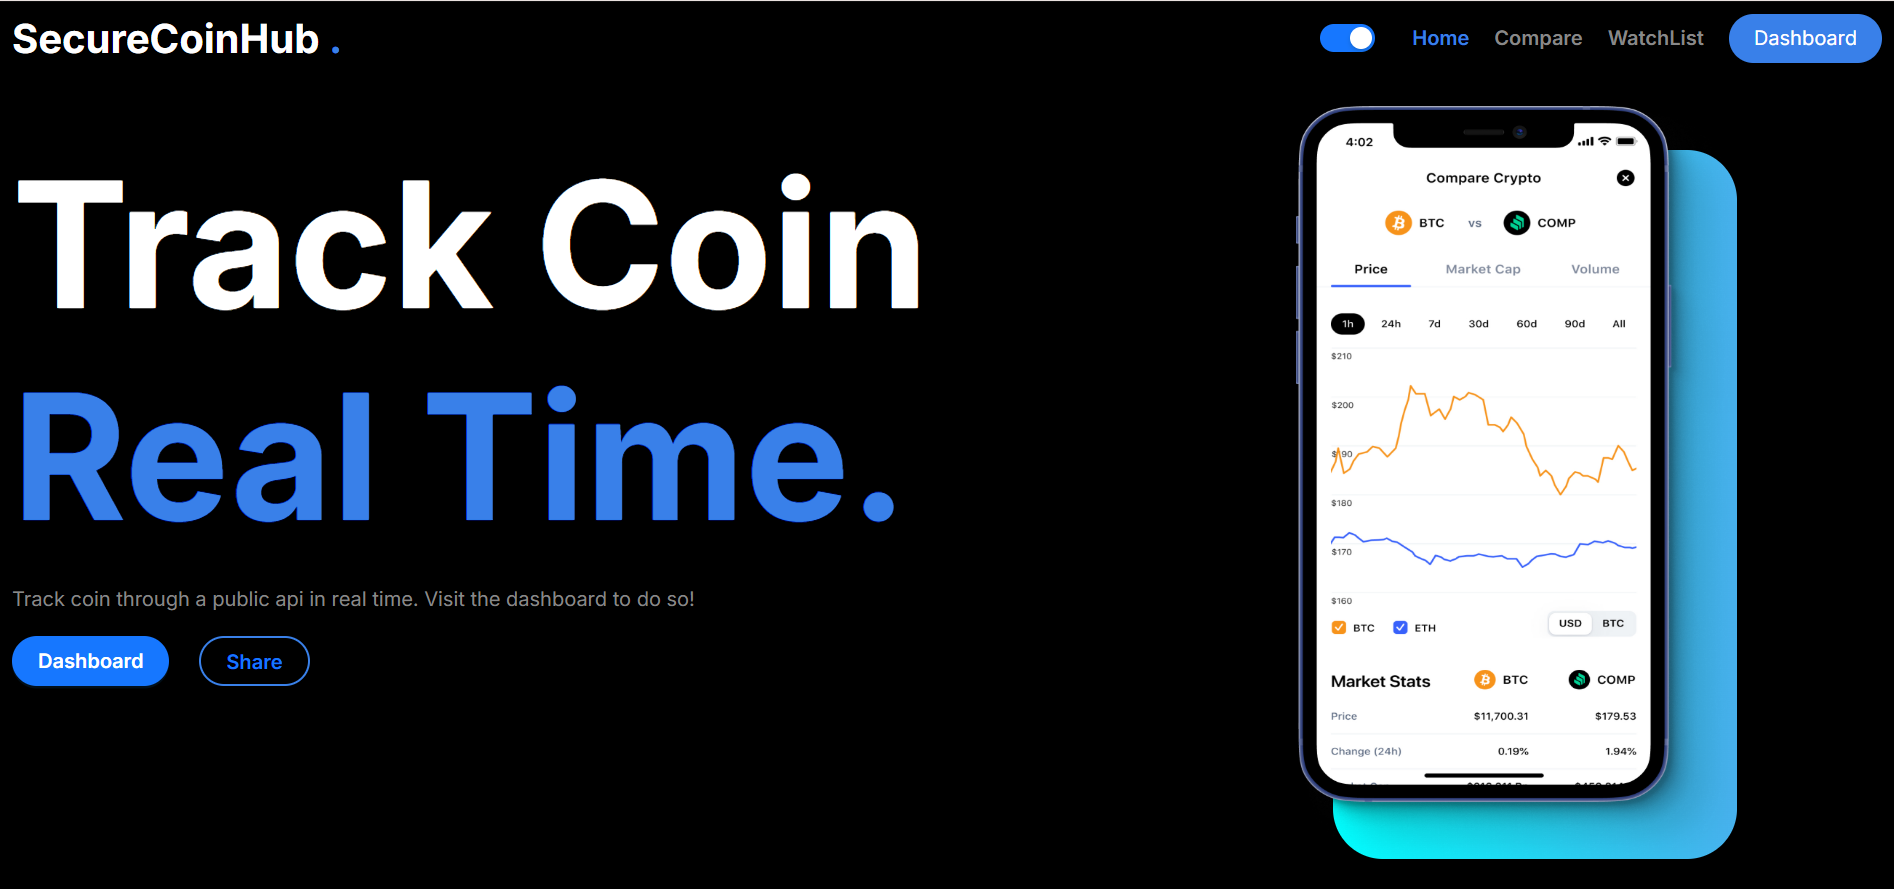 SecureCoinHub .
Home Compare WatchList Dashboard
Track Coin
Real Time.
Track coin through a public api in real time. Visit the dashboard to do so!
Dashboard Share
4:02
Compare Crypto
BTC vs COMP
Price Market Cap Volume
1h 24h 7d 30d 60d 90d All
$210
$200
$190
$180
$170
$160
BTC ETH USD BTC
Market Stats BTC COMP
Price $11,700.31 $179.53
Change (24h) 0.19% 1.94%